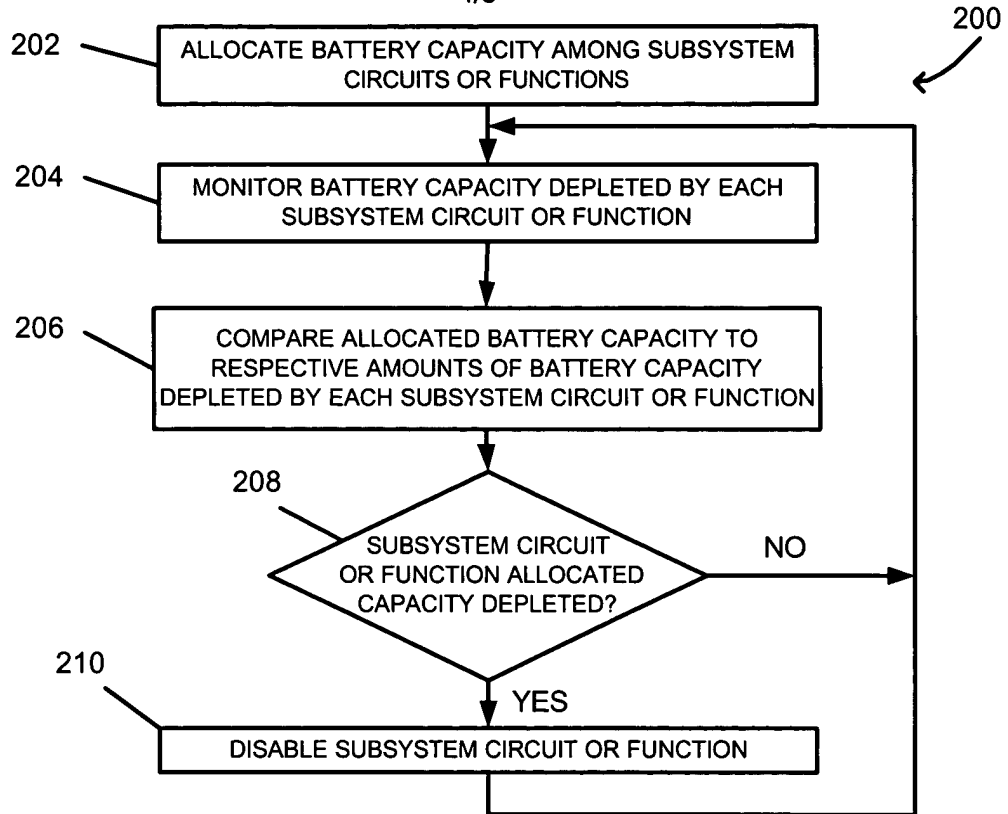 200
202
ALLOCATE BATTERY CAPACITY AMONG SUBSYSTEM
CIRCUITS OR FUNCTIONS
204
MONITOR BATTERY CAPACITY DEPLETED BY EACH
SUBSYSTEM CIRCUIT OR FUNCTION
206
COMPARE ALLOCATED BATTERY CAPACITY TO
RESPECTIVE AMOUNTS OF BATTERY CAPACITY
DEPLETED BY EACH SUBSYSTEM CIRCUIT OR FUNCTION
208
SUBSYSTEM CIRCUIT
OR FUNCTION ALLOCATED
CAPACITY DEPLETED?
NO
YES
210
DISABLE SUBSYSTEM CIRCUIT OR FUNCTION